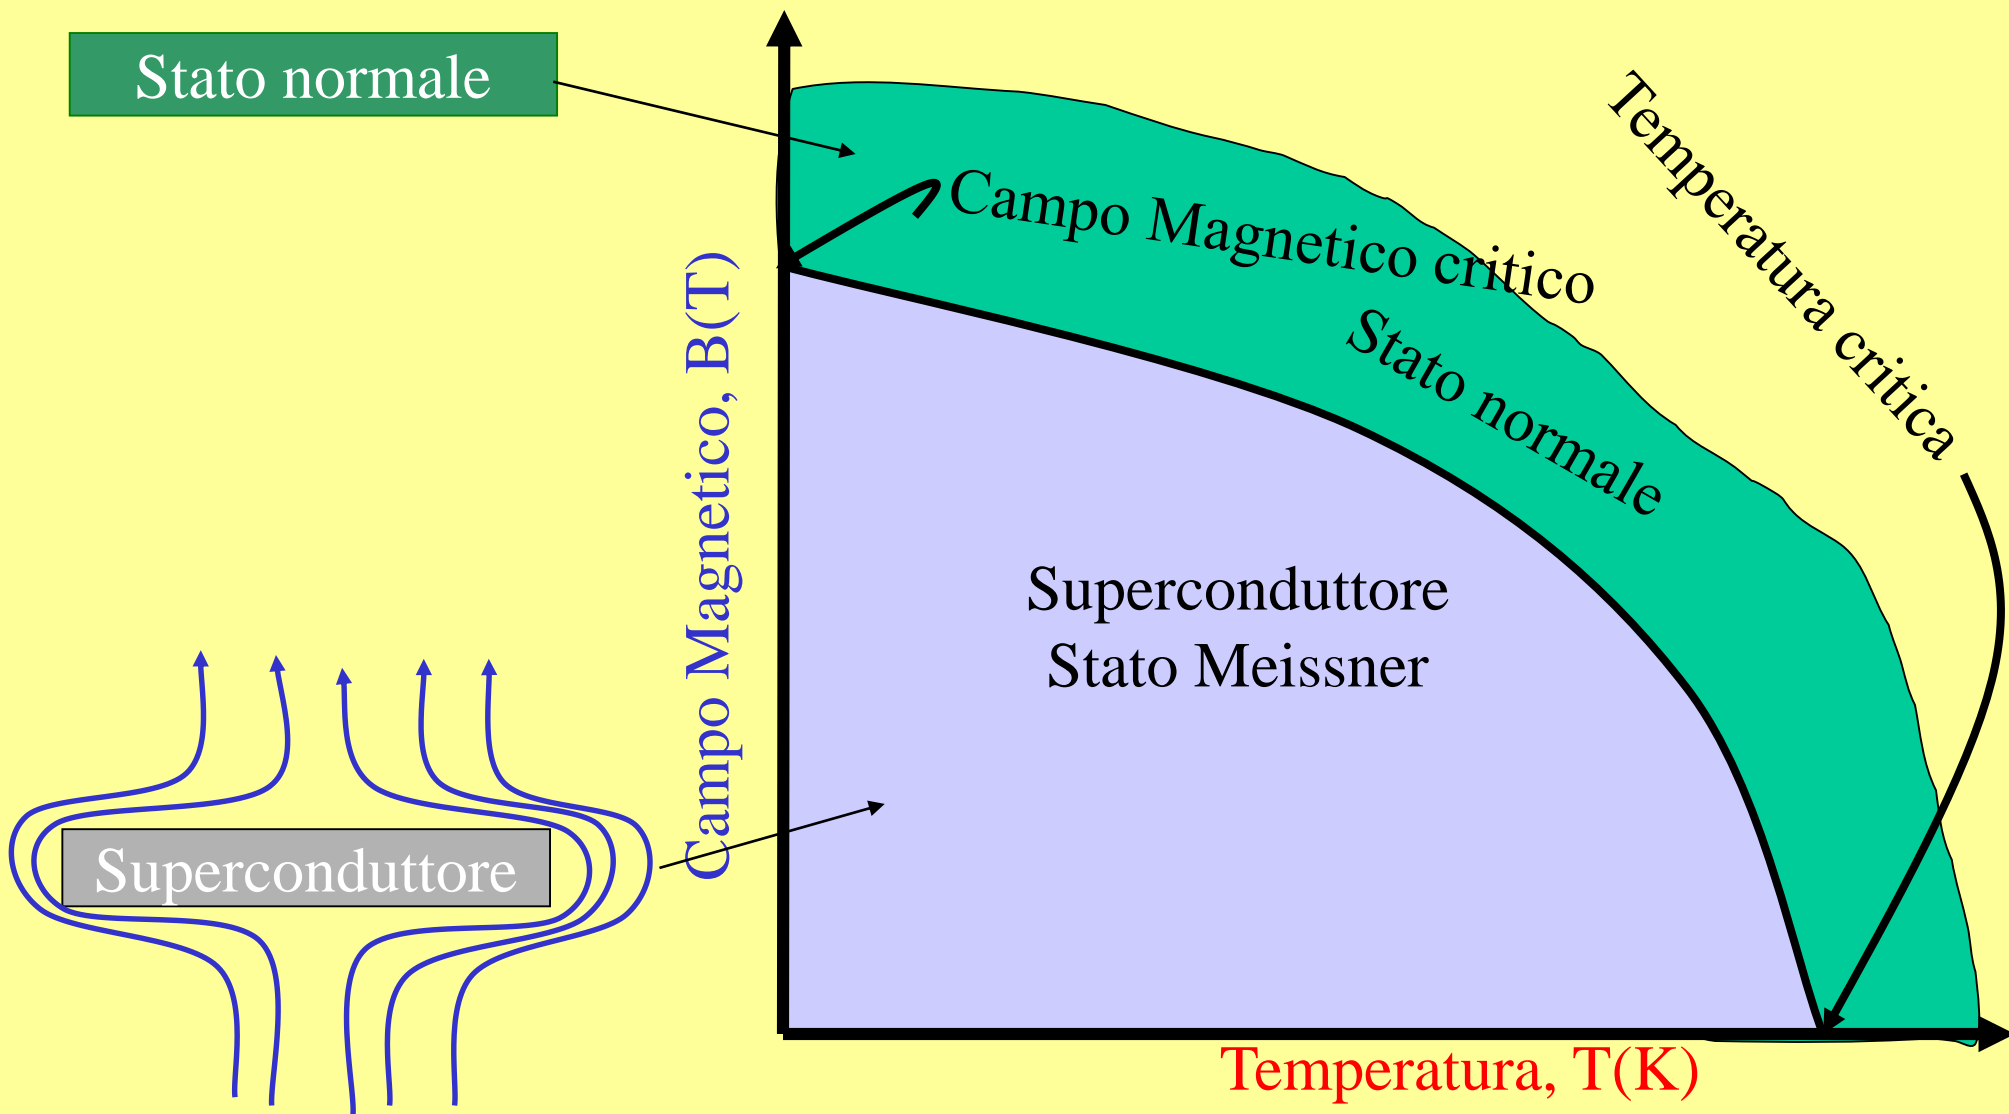 Stato normale
Campo Magnetico critico
Temperatura critica
Stato normale
Campo Magnetico, B(T)
Superconduttore
Stato Meissner
Superconduttore
Temperatura, T(K)